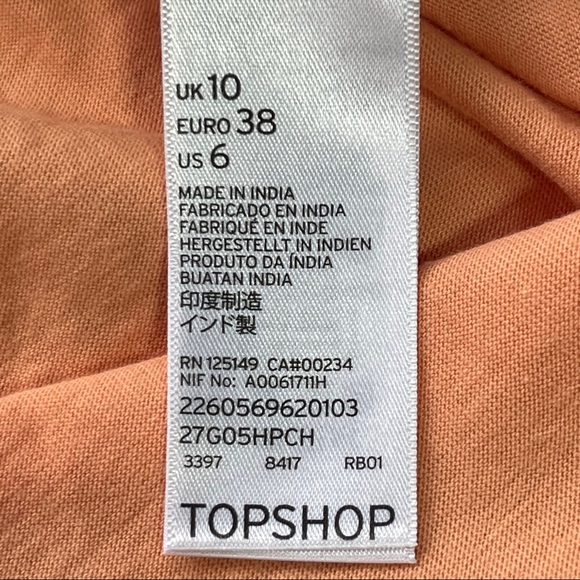 UK 10
EURO 38
US 6
MADE IN INDIA
FABRICADO EN INDIA
FABRIQUÉ EN INDE
HERGESTELLT IN INDIEN
PRODUTO DA ÍNDIA
BUATAN INDIA
印度制造
インド製
RN 125149 CA#00234
NIF No: A0061711H
2260569620103
27G05HPCH
3397 8417 RB01
TOPSHOP